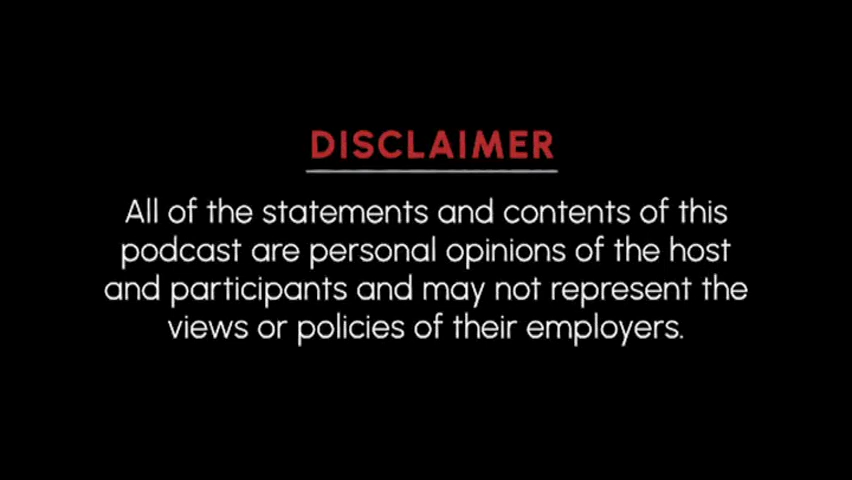 DISCLAIMER
All of the statements and contents of this
podcast are personal opinions of the host
and participants and may not represent the
views or policies of their employers.